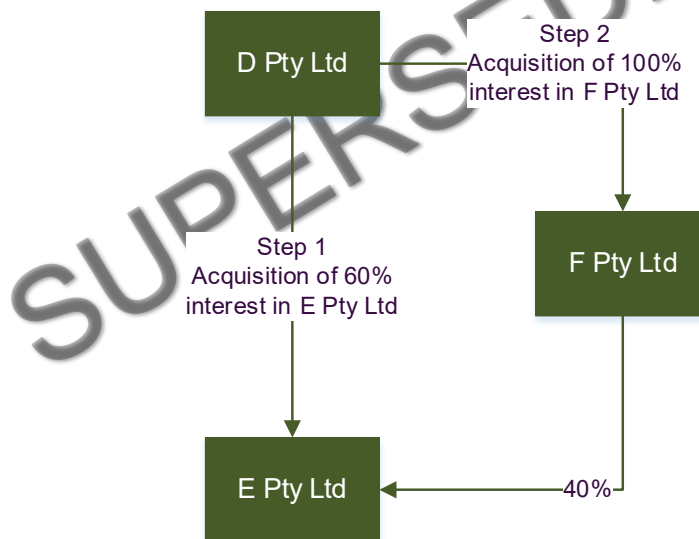 D Pty Ltd
Step 2
Acquisition of 100%
interest in F Pty Ltd
F Pty Ltd
Step 1
Acquisition of 60%
interest in E Pty Ltd
E Pty Ltd
40%